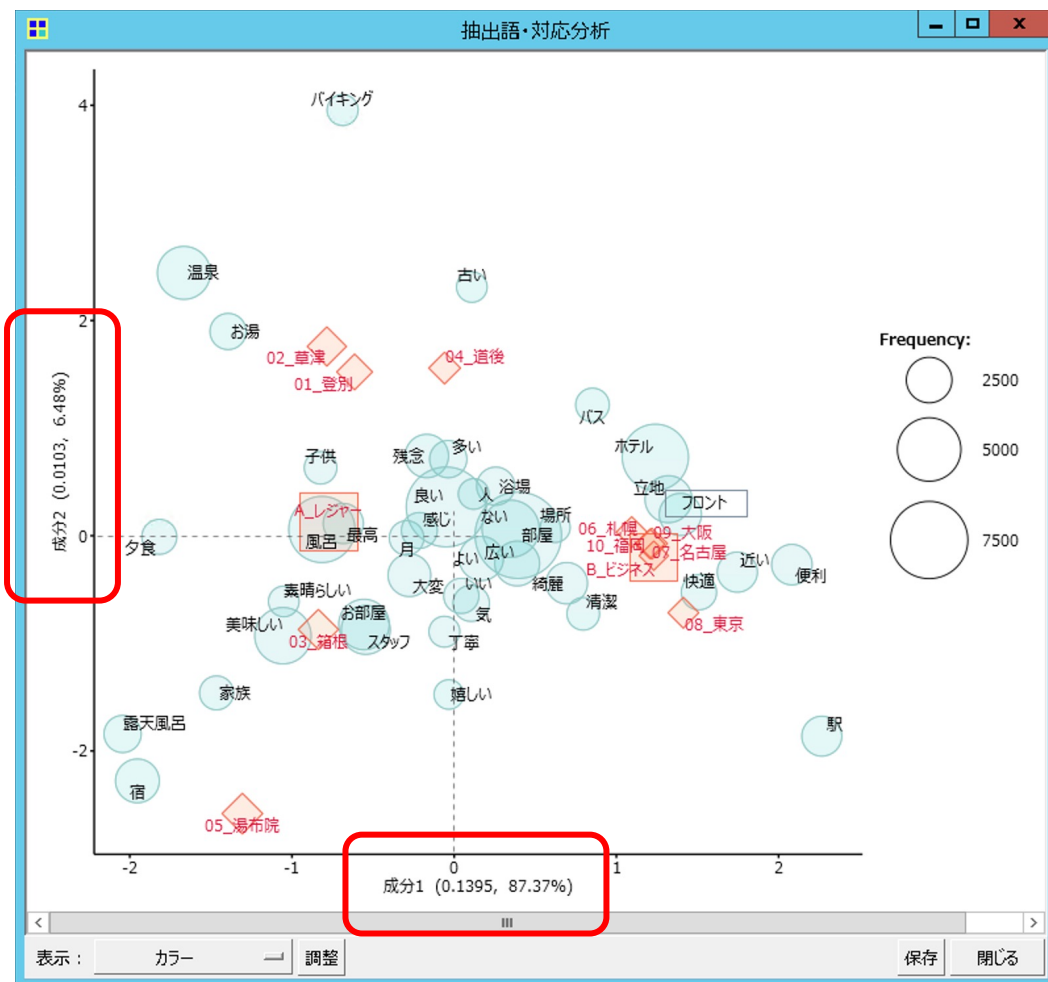 抽出語・対応分析
バイキング
4
温泉
古い
お湯
2
02_草津
04_道後
01_登別
Frequency:
2500
バス
5000
ホテル
子供
残念
多い
7500
立地
良い
人
浴場
フロント
A_レジャー
感じ
ない
場所
06_札幌
09_大阪
0
夕食
風呂
最高
月
部屋
10_福岡
07_名古屋
よい
広い
B_ビジネス
近い
便利
素晴らしい
大変
いい
綺麗
快適
美味しい
お部屋
気
清潔
03_箱根
スタッフ
丁寧
08_東京
家族
嬉しい
露天風呂
駅
-2
宿
05_湯布院
成分2 (0.0103, 6.48%)
-2
-1
0
1
2
成分1 (0.1395, 87.37%)
表示：
カラー
調整
保存
閉じる